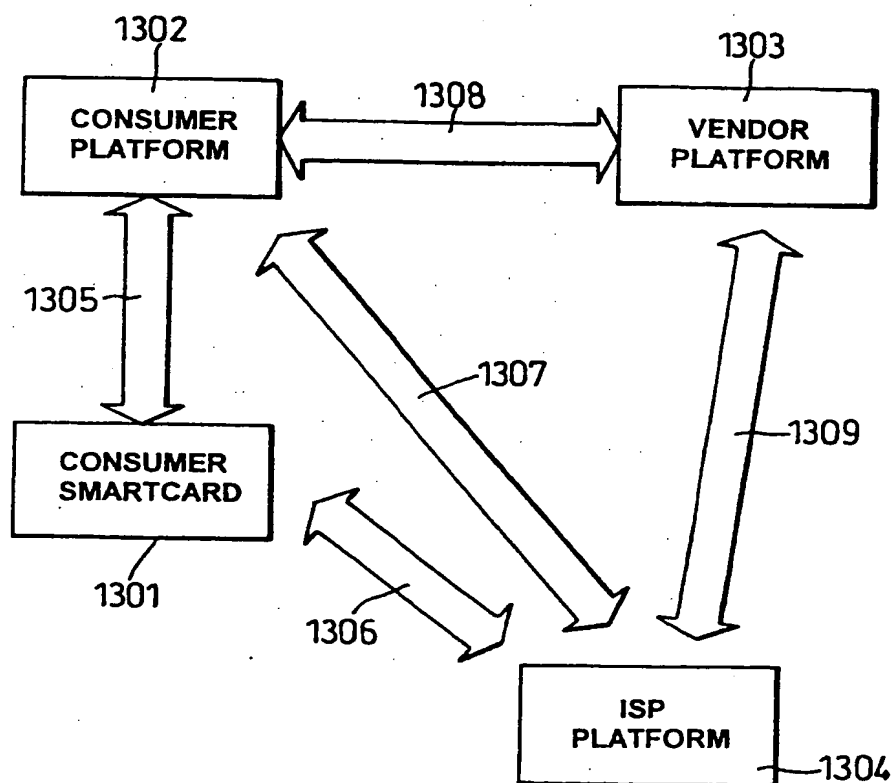 1302
1303
CONSUMER
PLATFORM
1308
VENDOR
PLATFORM
1305
1307
1309
CONSUMER
SMARTCARD
1301
1306
ISP
PLATFORM
1304